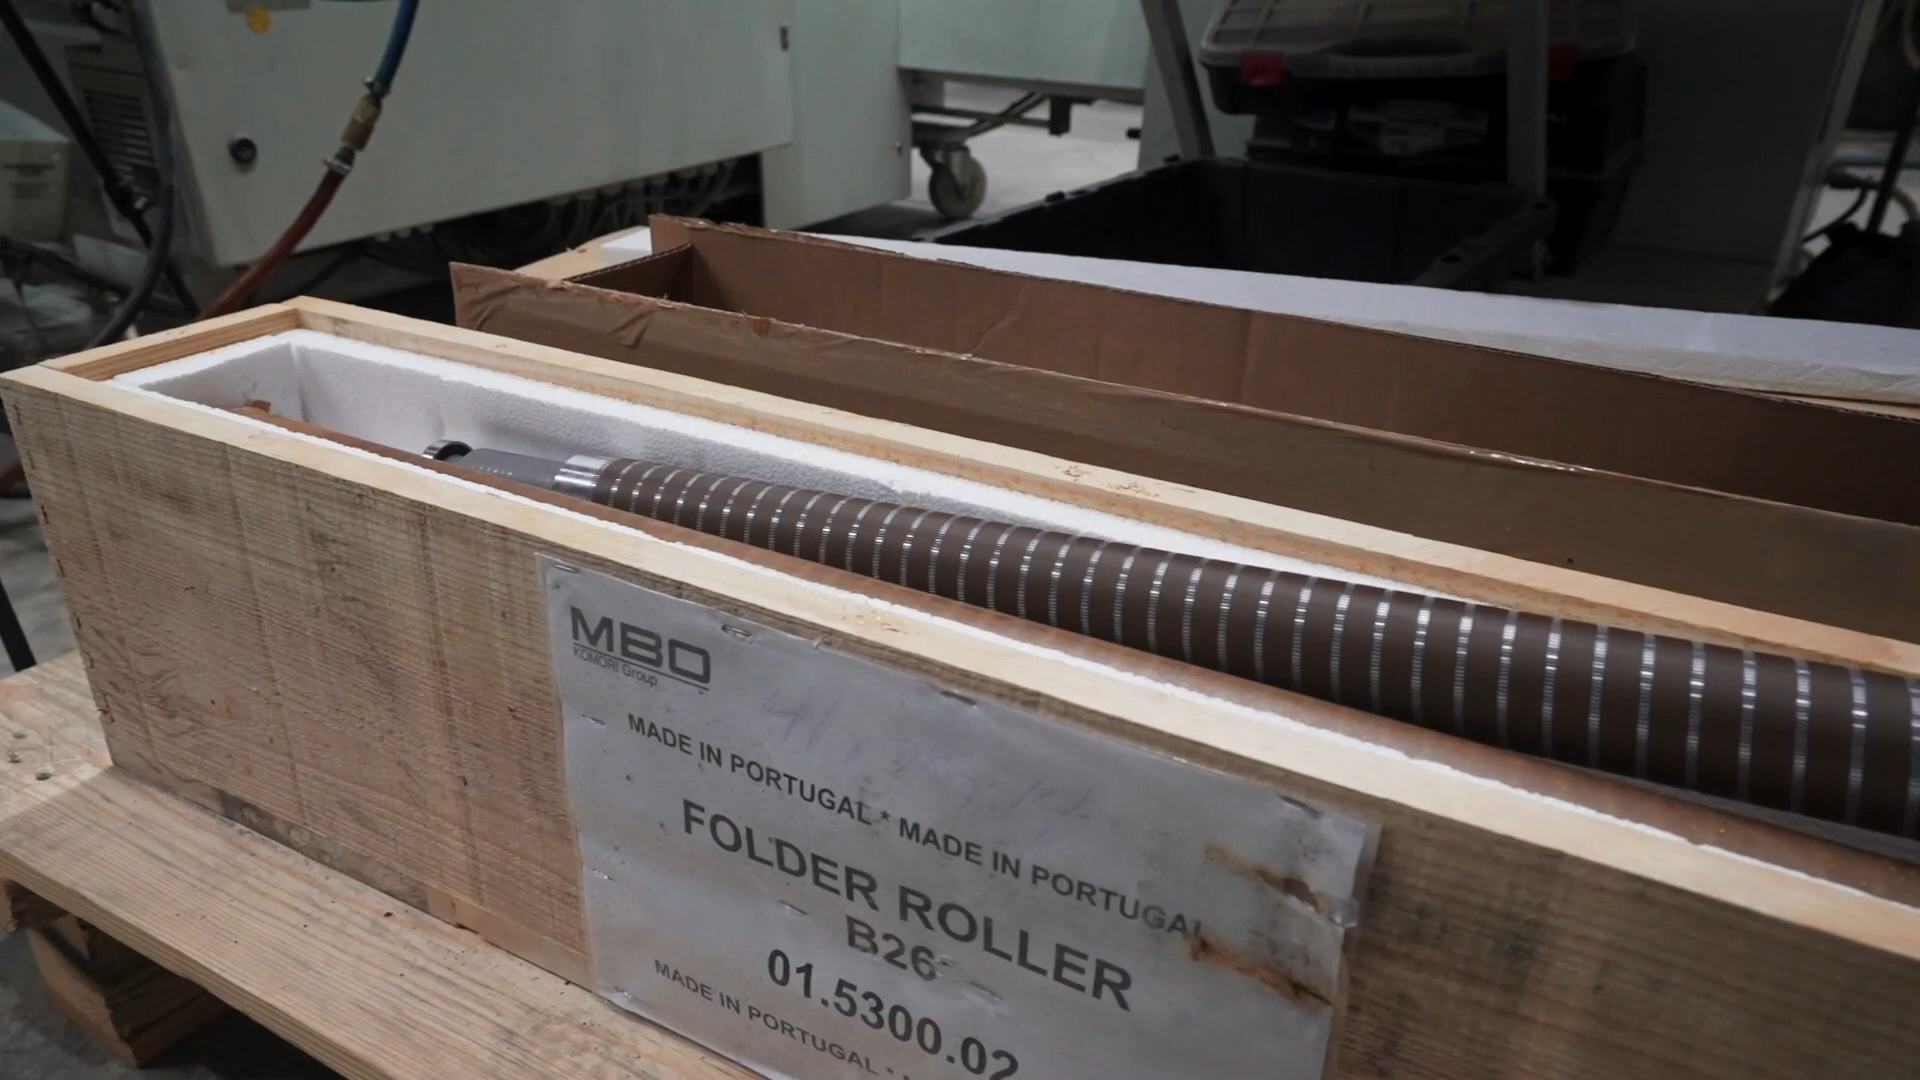 MBO
KOMORI Group
MADE IN PORTUGAL * MADE IN PORTUGAL
FOLDER ROLLER
B26
01.5300.02
MADE IN PORTUGAL *